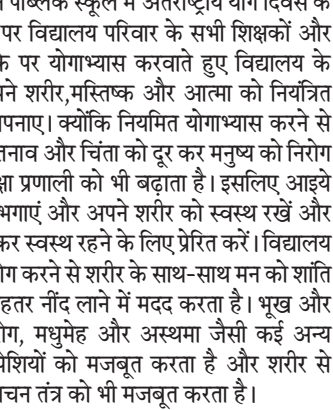 पब्लिक स्कूल में अंतर्राष्ट्रीय योग दिवस के
पर विद्यालय परिवार के सभी शिक्षकों और
के पर योगाभ्यास करवाते हुए विद्यालय के
पने शरीर,मस्तिष्क और आत्मा को नियंत्रित
पनाए। क्योंकि नियमित योगाभ्यास करने से
तनाव और चिंता को दूर कर मनुष्य को निरोग
क्षा प्रणाली को भी बढ़ाता है। इसलिए आइये
भगाएं और अपने शरीर को स्वस्थ रखें और
कर स्वस्थ रहने के लिए प्रेरित करें। विद्यालय
ोग करने से शरीर के साथ-साथ मन को शांति
हतर नींद लाने में मदद करता है। भूख और
ोग, मधुमेह और अस्थमा जैसी कई अन्य
पेशियों को मजबूत करता है और शरीर से
पाचन तंत्र को भी मजबूत करता है।